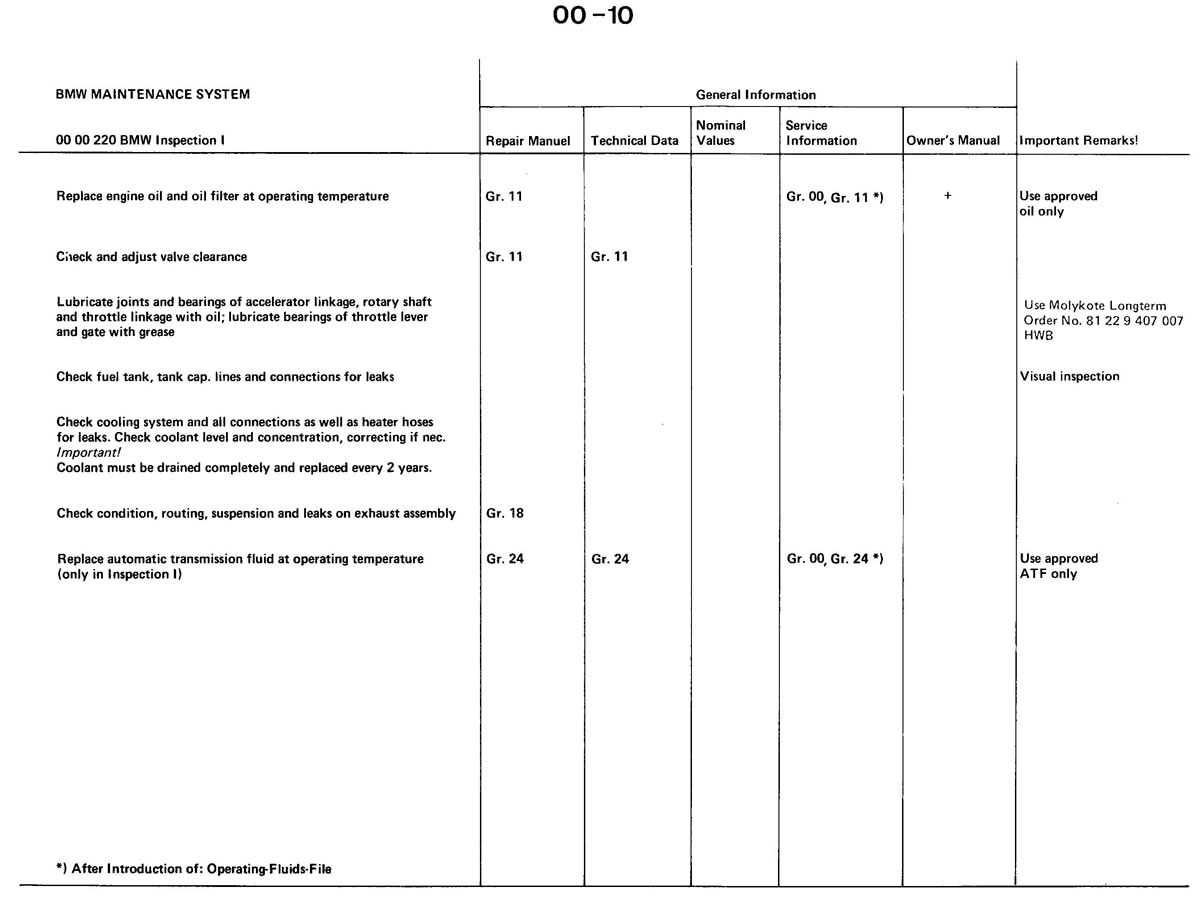 00-10
BMW MAINTENANCE SYSTEM
General Information
00 00 220 BMW Inspection I
Repair Manuel
Technical Data
Nominal
Values
Service
Information
Owner's Manual
Important Remarks!
Replace engine oil and oil filter at operating temperature
Gr. 11
Gr. 00, Gr. 11 *)
+
Use approved
oil only
Check and adjust valve clearance
Gr. 11
Gr. 11
Lubricate joints and bearings of accelerator linkage, rotary shaft
and throttle linkage with oil; lubricate bearings of throttle lever
and gate with grease
Use Molykote Longterm
Order No. 81 22 9 407 007
HWB
Check fuel tank, tank cap. lines and connections for leaks
Visual inspection
Check cooling system and all connections as well as heater hoses
for leaks. Check coolant level and concentration, correcting if nec.
Important!
Coolant must be drained completely and replaced every 2 years.
Check condition, routing, suspension and leaks on exhaust assembly
Gr. 18
Replace automatic transmission fluid at operating temperature
(only in Inspection I)
Gr. 24
Gr. 24
Gr. 00, Gr. 24 *)
Use approved
ATF only
*) After Introduction of: Operating-Fluids-File